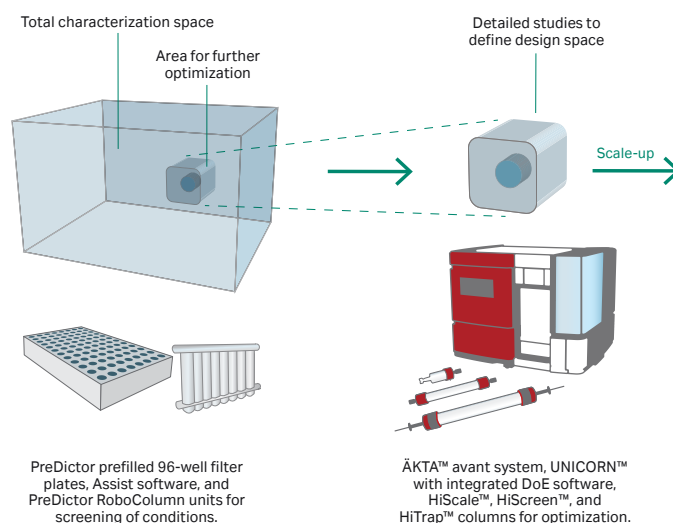 Total characterization space
Area for further
optimization
Detailed studies to
define design space
Scale-up
PreDictor prefilled 96-well filter
plates, Assist software, and
PreDictor RoboColumn units for
screening of conditions.
ÄKTA™ avant system, UNICORN™
with integrated DoE software,
HiScale™, HiScreen™, and
HiTrap™ columns for optimization.